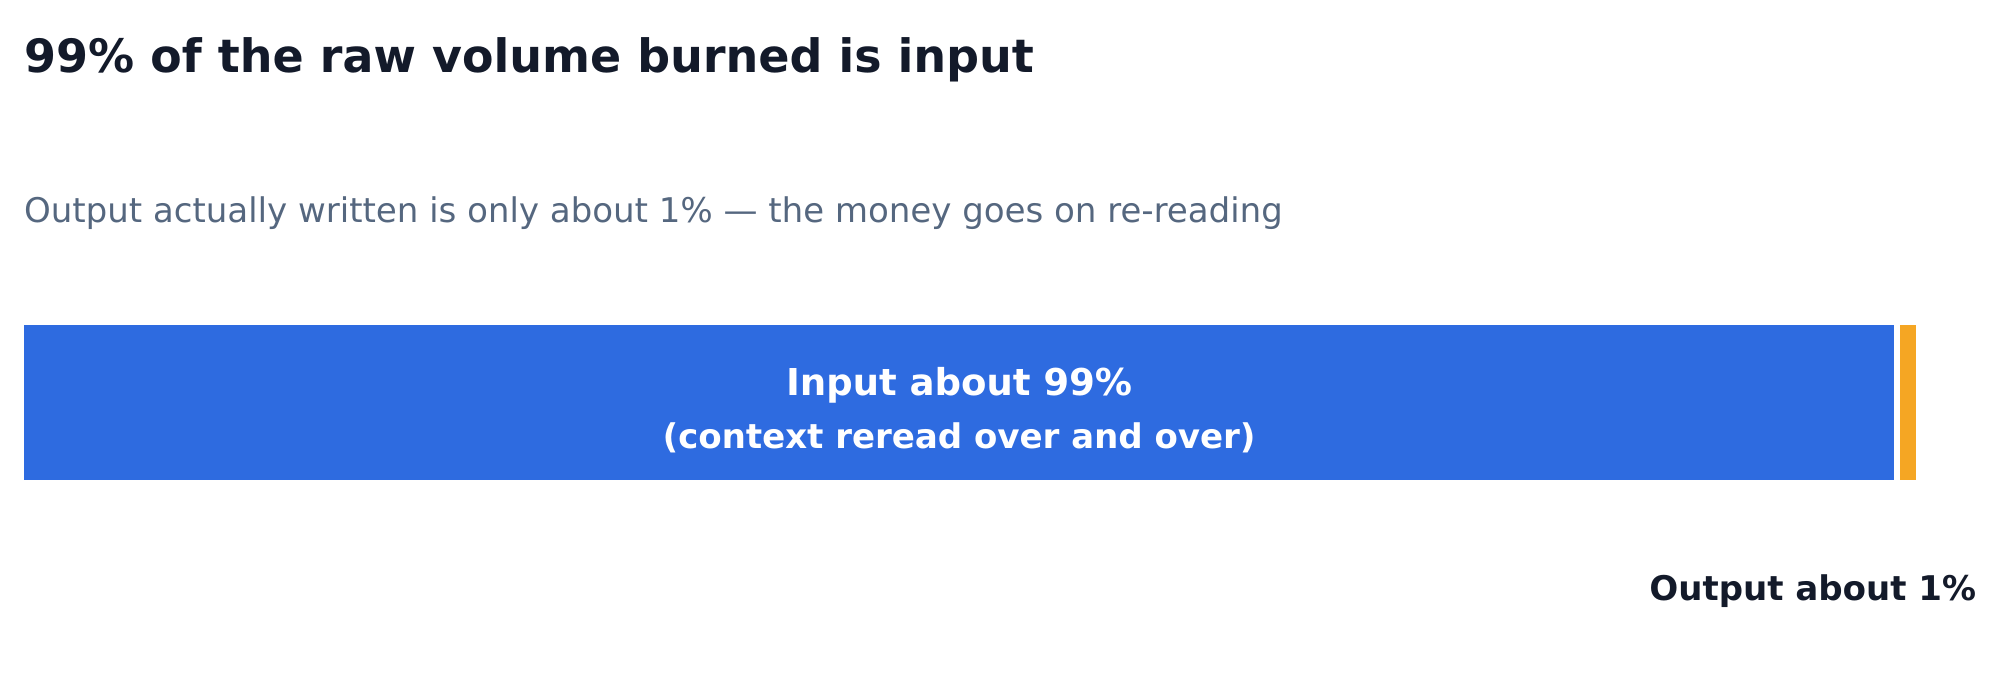 99% of the raw volume burned is input
Output actually written is only about 1% — the money goes on re-reading
Input about 99%
(context reread over and over)
Output about 1%